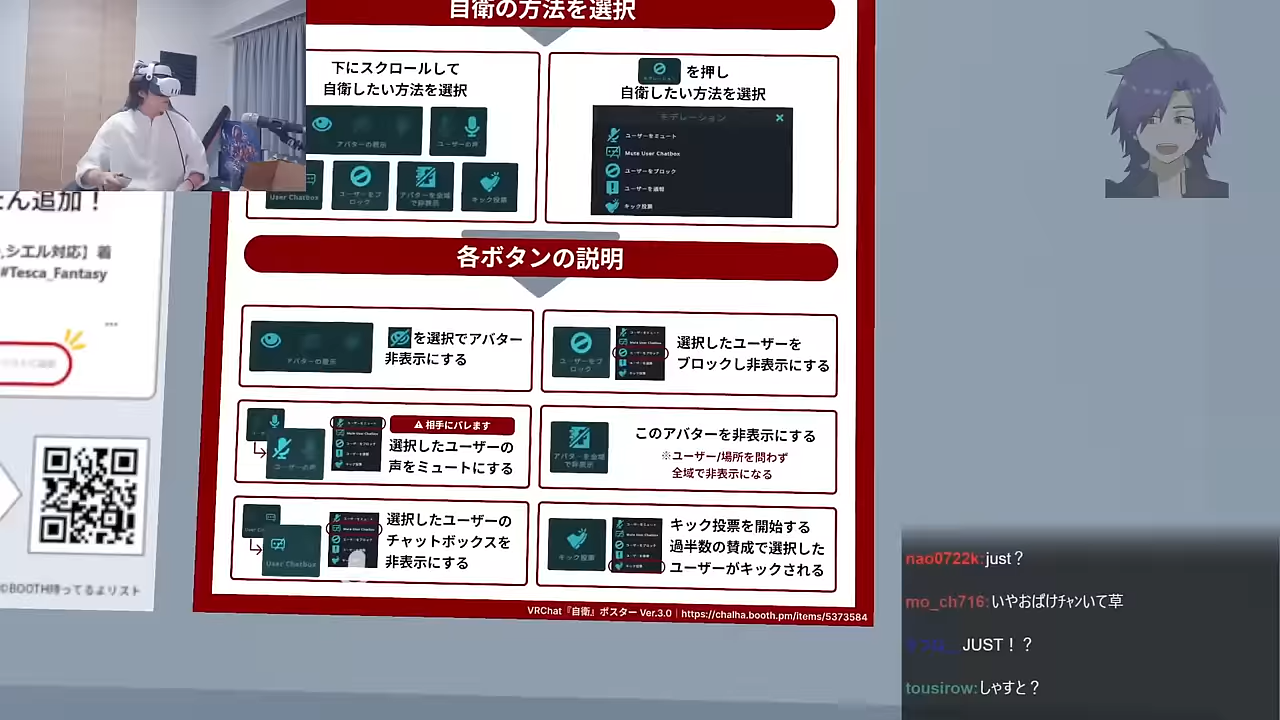 自衛の方法を選択
下にスクロールして
自衛したい方法を選択
アバターの表示
ユーザーの声
User Chatbox
ユーザーをブ
ロック
アバターを全域
で非表示
キック投票
を押し
自衛したい方法を選択
モデレーション
ユーザーをミュート
Mute User Chatbox
ユーザーをブロック
ユーザーを通報
キック投票
各ボタンの説明
アバターの表示
を選択でアバター
非表示にする
ユーザーをブ
ロック
選択したユーザーを
ブロックし非表示にする
ユーザーの声
相手にバレます
選択したユーザーの
声をミュートにする
アバターを全域
で非表示
このアバターを非表示にする
※ユーザー/場所を問わず
全域で非表示になる
User Chatbox
選択したユーザーの
チャットボックスを
非表示にする
キック投票
キック投票を開始する
過半数の賛成で選択した
ユーザーがキックされる
VRChat『自衛』ポスター Ver.3.0 | https://chalha.booth.pm/items/5373584
ん追加！
,シエル対応】着
#Tesca_Fantasy
©BOOTH持ってるよリスト
nao0722k:just？
mo_ch716:いやおぱけﾁｬﾝいて草
JUST！？
tousirow:しゃすと？